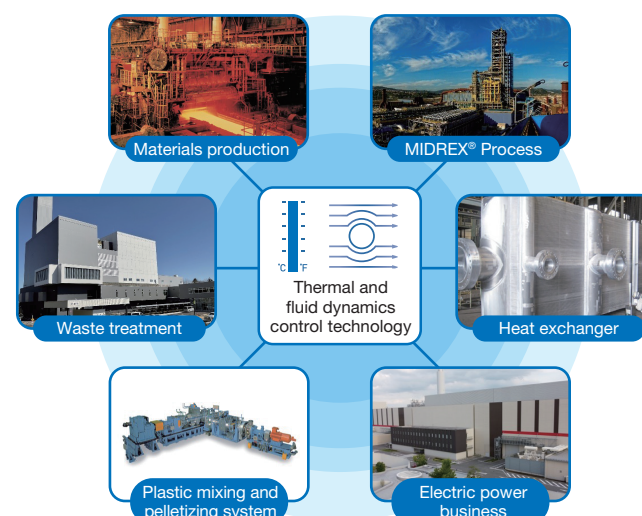 Materials production
MIDREX® Process
°C
°F
Thermal and
fluid dynamics
control technology
Waste treatment
Heat exchanger
Plastic mixing and
pelletizing system
Electric power
business